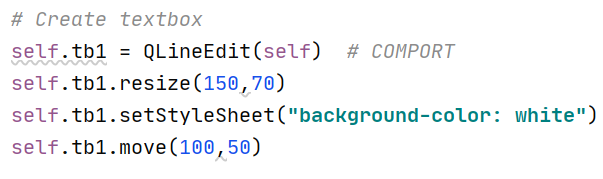 # Create textbox
self.tb1 = QLineEdit(self)  # COMPORT
self.tb1.resize(150,70)
self.tb1.setStyleSheet("background-color: white")
self.tb1.move(100,50)